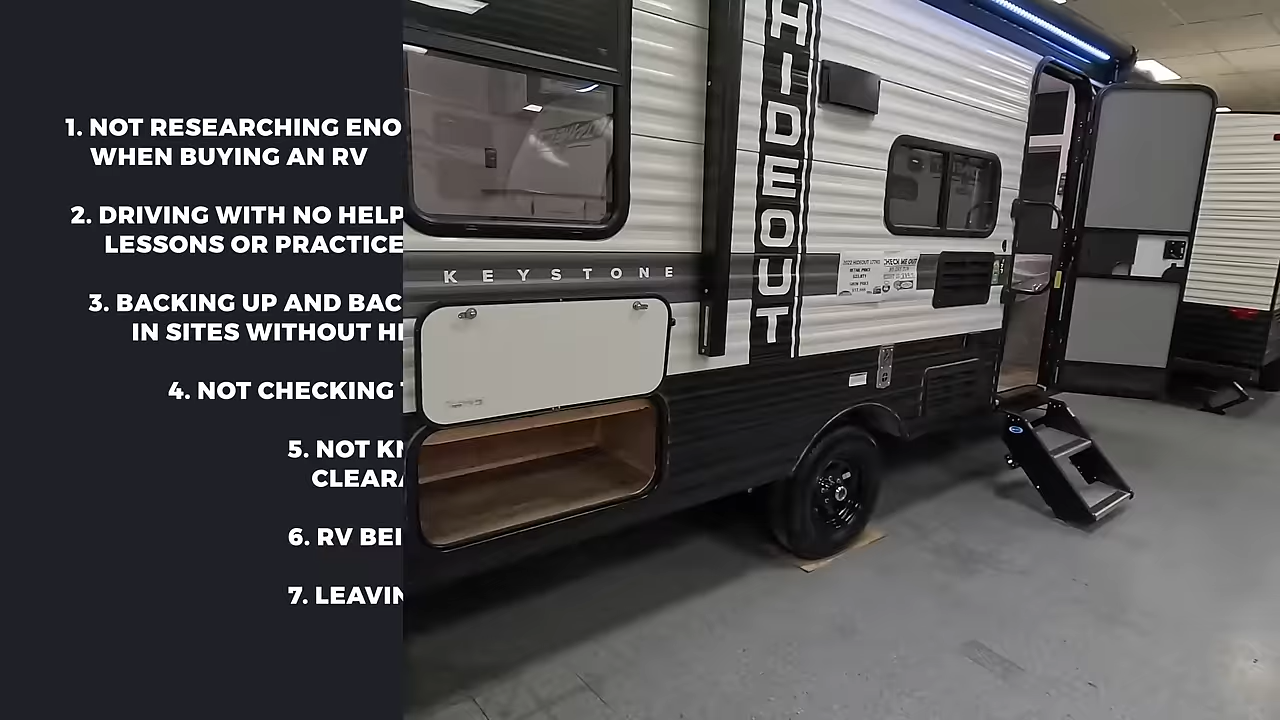 1. NOT RESEARCHING ENO
WHEN BUYING AN RV
2. DRIVING WITH NO HELP
LESSONS OR PRACTICE
3. BACKING UP AND BAC
IN SITES WITHOUT
4. NOT CHECKING
5. NOT
CLEAR
6. RV BEI
7. LEAVIN
HIDEOUT
KEYSTONE
CHECK ME OUT